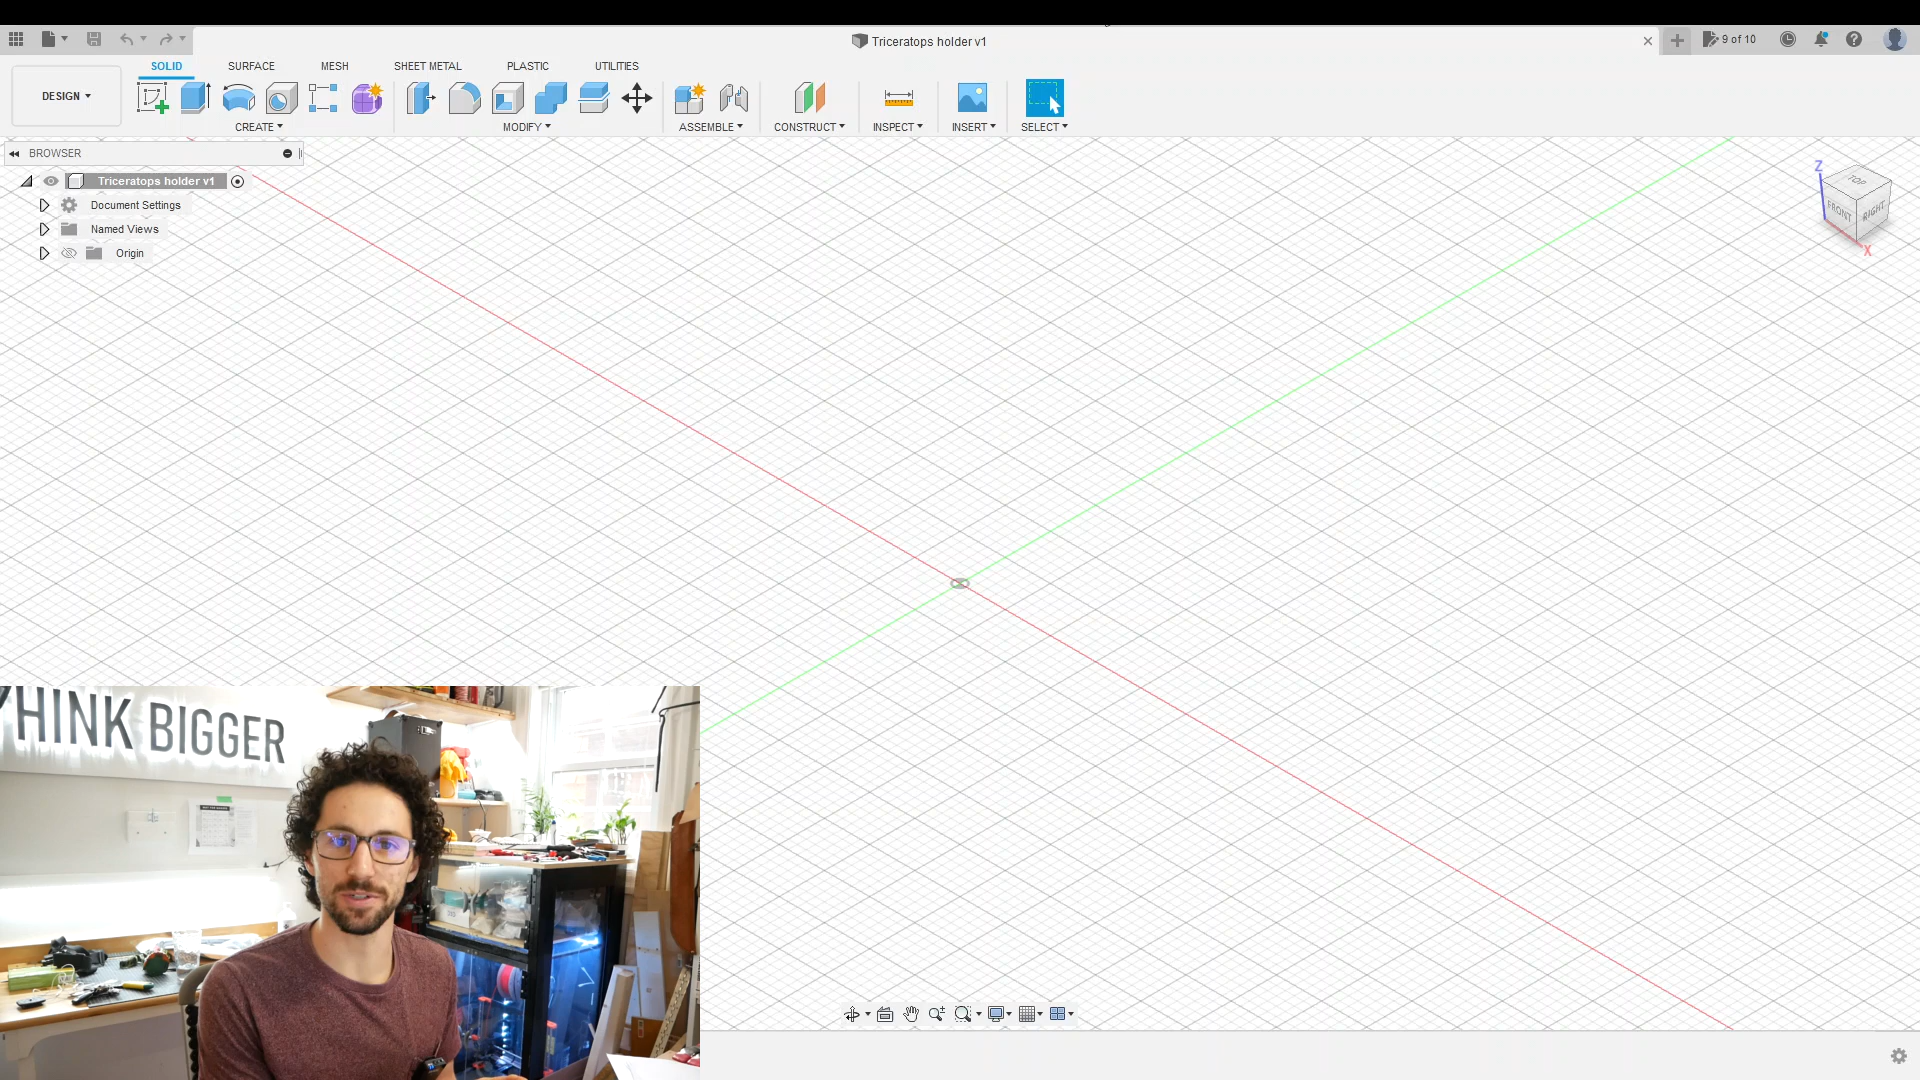 Triceratops holder v1
9 of 10
SOLID
SURFACE
MESH
SHEET METAL
PLASTIC
UTILITIES
DESIGN
CREATE
MODIFY
ASSEMBLE
CONSTRUCT
INSPECT
INSERT
SELECT
BROWSER
Triceratops holder v1
Document Settings
Named Views
Origin
Z
TOP
FRONT
RIGHT
X
THINK BIGGER